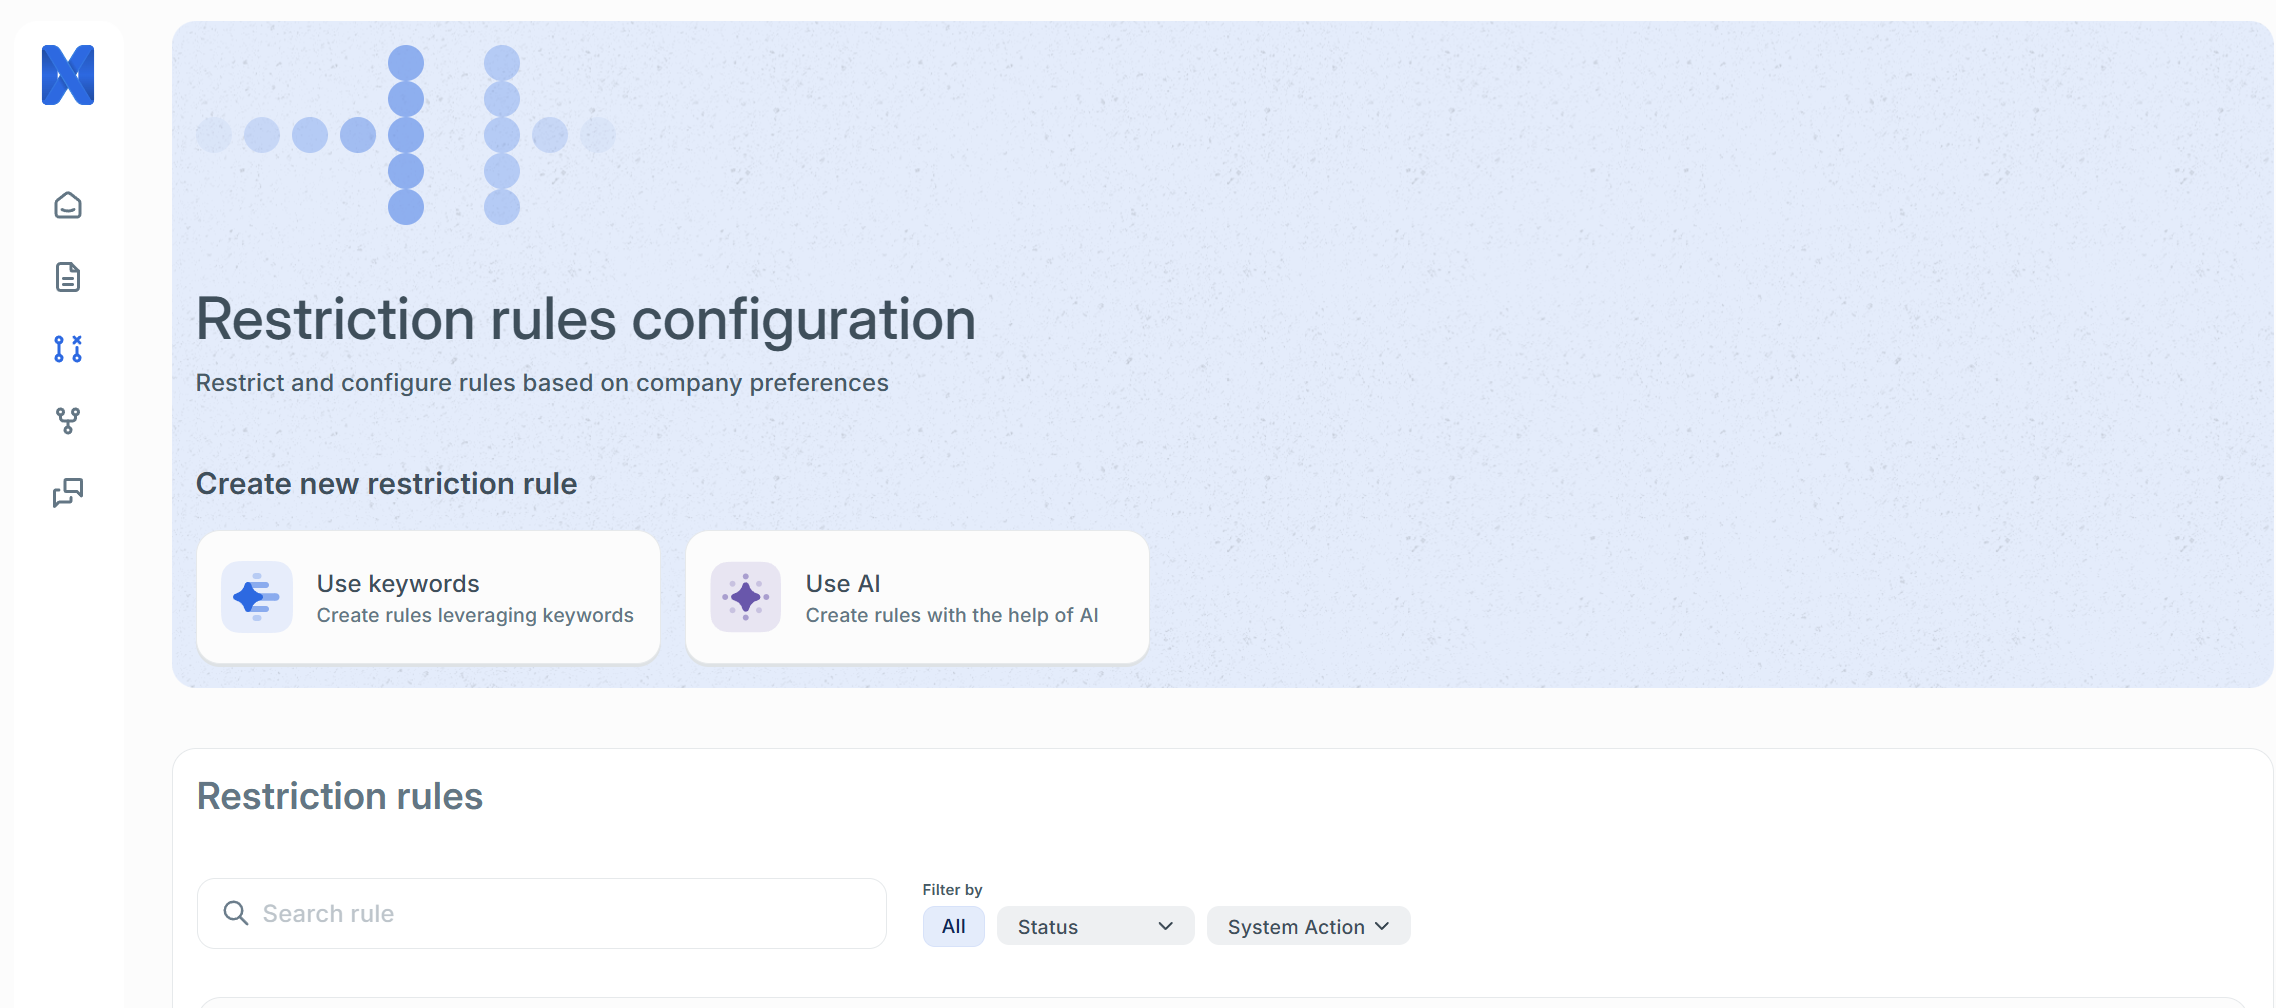 Restriction rules configuration
Restrict and configure rules based on company preferences
Create new restriction rule
Use keywords
Create rules leveraging keywords
Use AI
Create rules with the help of AI
Restriction rules
Search rule
Filter by
All
Status
System Action